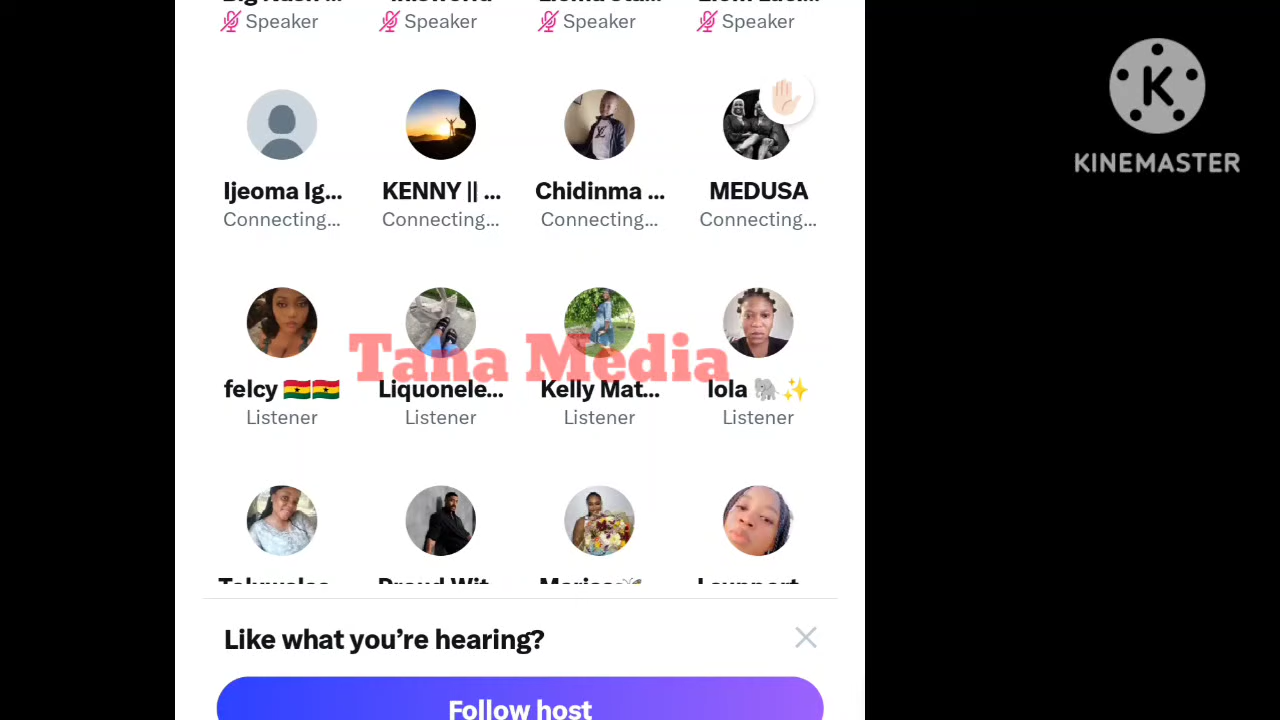 Speaker Speaker Speaker Speaker
K
KINEMASTER
Ijeoma Ig... KENNY || ... Chidinma ... MEDUSA
Connecting... Connecting... Connecting... Connecting...
Tana Media
felcy 🇬🇭🇬🇭 Liquonele... Kelly Mat... lola 🐘✨
Listener Listener Listener Listener
Like what you’re hearing?
Follow host